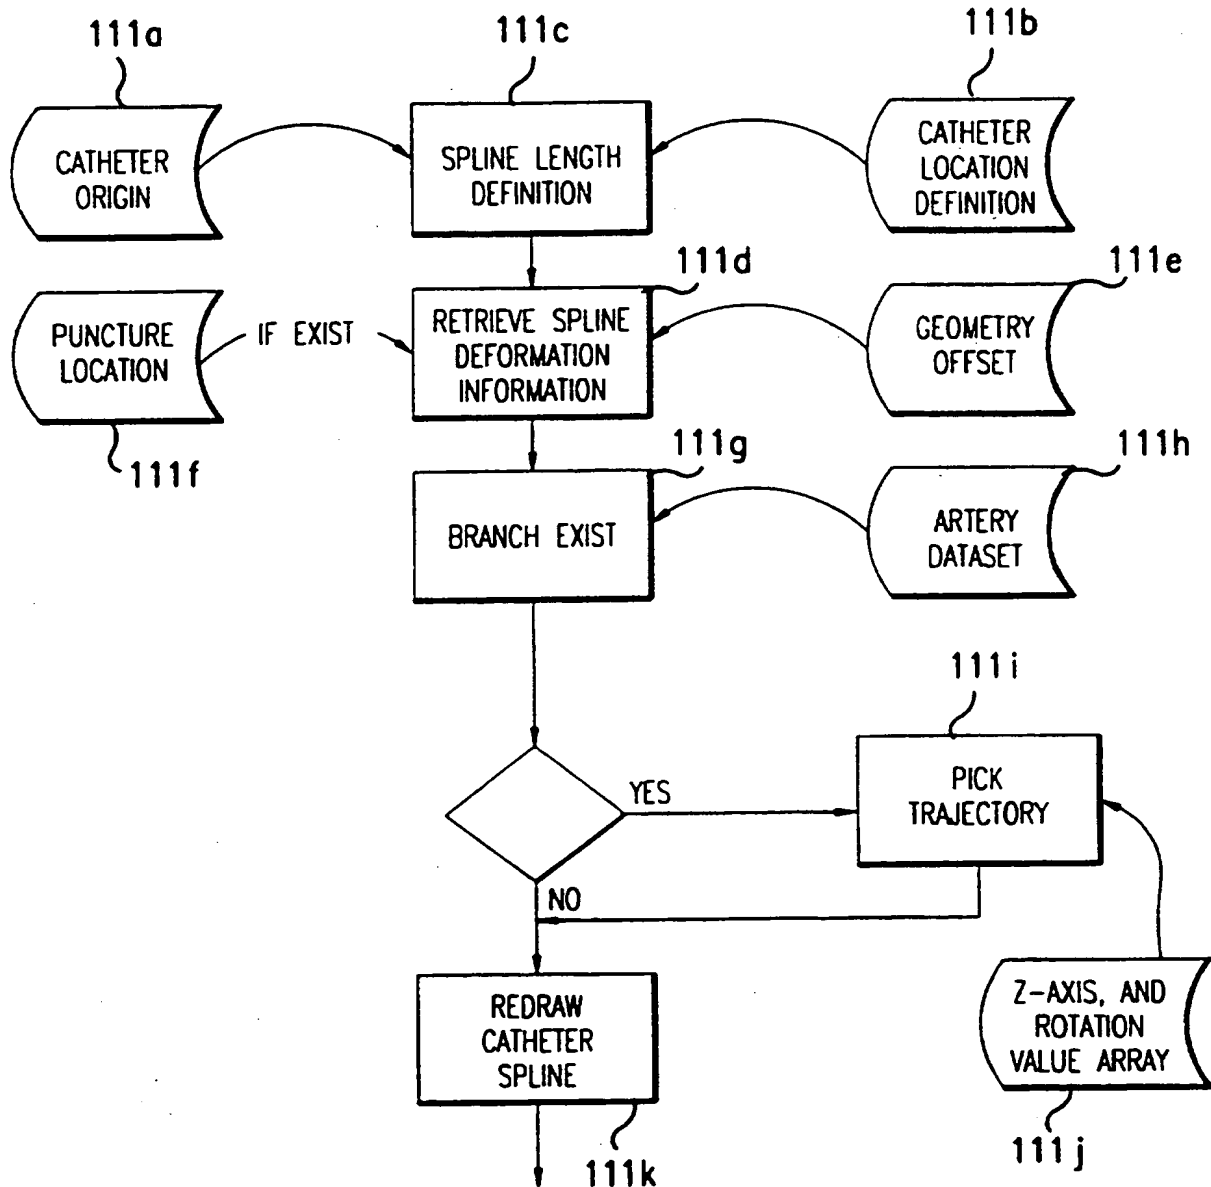 111a
111c
111b
CATHETER
ORIGIN
SPLINE LENGTH
DEFINITION
CATHETER
LOCATION
DEFINITION
111d
111e
PUNCTURE
LOCATION
IF EXIST
RETRIEVE SPLINE
DEFORMATION
INFORMATION
GEOMETRY
OFFSET
111f
111g
111h
BRANCH EXIST
ARTERY
DATASET
111i
YES
PICK
TRAJECTORY
NO
REDRAW
CATHETER
SPLINE
Z-AXIS, AND
ROTATION
VALUE ARRAY
111k
111j